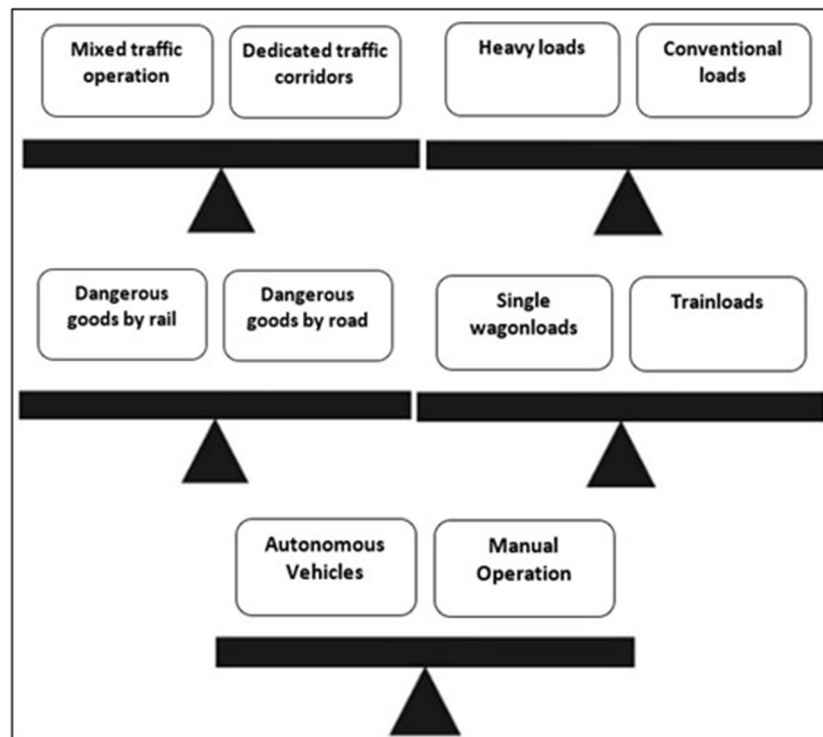 Mixed traffic
operation
Dedicated traffic
corridors
Heavy loads
Conventional
loads
Dangerous
goods by rail
Dangerous
goods by road
Single
wagonloads
Trainloads
Autonomous
Vehicles
Manual
Operation